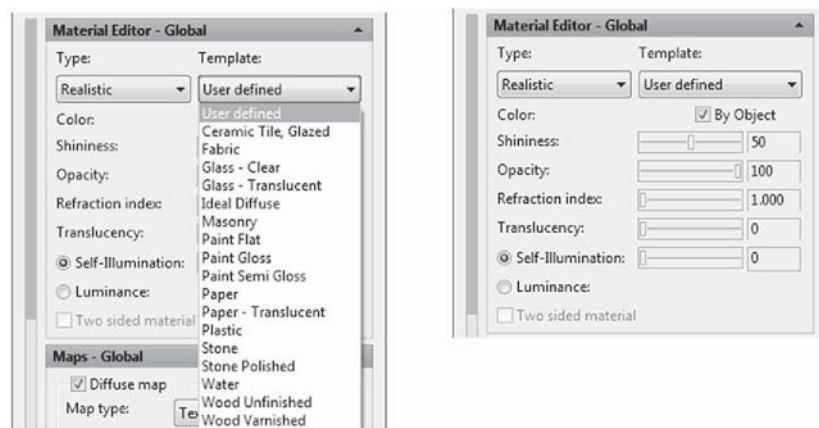 Material Editor - Global
Type: Template:
Realistic User defined
Color: User defined
Ceramic Tile, Glazed
Shininess: Fabric
Opacity: Glass - Clear
Glass - Translucent
Refraction index: Ideal Diffuse
Masonry
Translucency: Paint Flat
Self-Illumination: Paint Gloss
Paint Semi Gloss
Luminance: Paper
Paper - Translucent
Two sided material Plastic
Stone
Maps - Global Stone Polished
Diffuse map Water
Wood Unfinished
Map type: Te Wood Varnished
Material Editor - Global
Type: Template:
Realistic User defined
Color: By Object
Shininess: 50
Opacity: 100
Refraction index: 1.000
Translucency: 0
Self-Illumination: 0
Luminance:
Two sided material